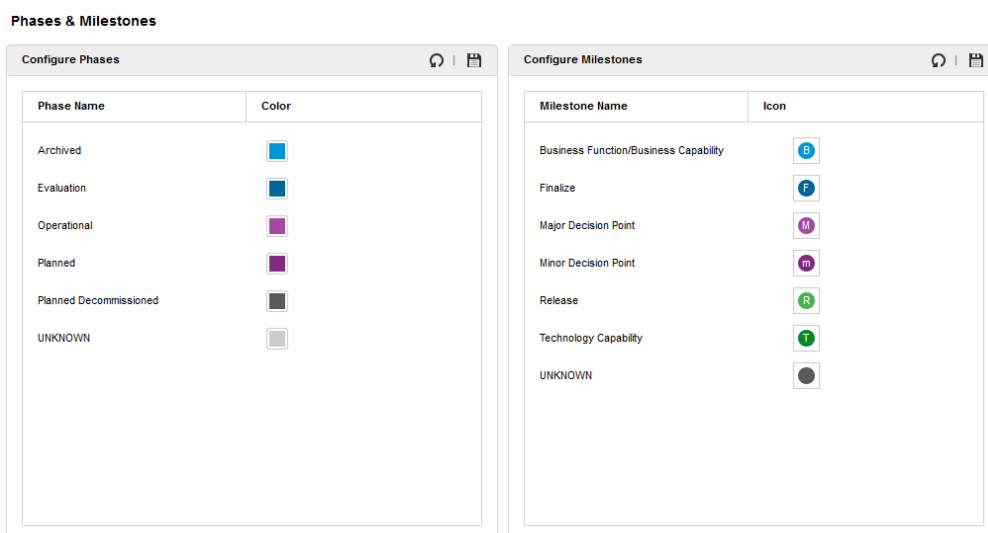 Phases & Milestones
Configure Phases
Phase Name Color
Archived
Evaluation
Operational
Planned
Planned Decommissioned
UNKNOWN
Configure Milestones
Milestone Name Icon
Business Function/Business Capability B
Finalize F
Major Decision Point M
Minor Decision Point m
Release R
Technology Capability T
UNKNOWN